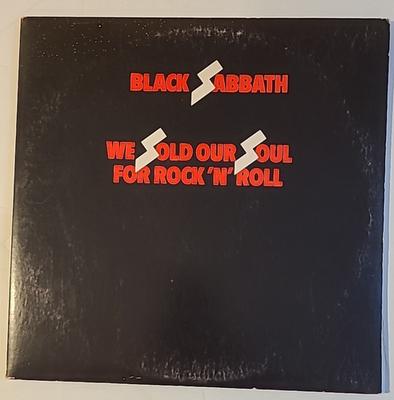 BLACK SABBATH
WE SOLD OUR SOUL
FOR ROCK 'N' ROLL